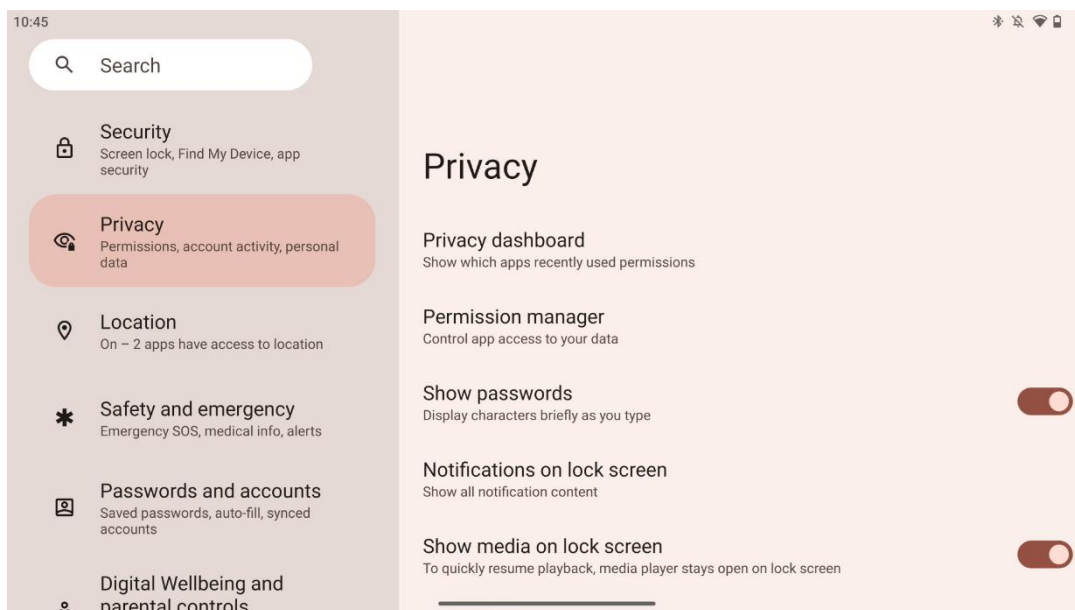 10:45
Search
Security
Screen lock, Find My Device, app
security
Privacy
Permissions, account activity, personal
data
Location
On – 2 apps have access to location
Safety and emergency
Emergency SOS, medical info, alerts
Passwords and accounts
Saved passwords, auto-fill, synced
accounts
Digital Wellbeing and
parental controls
Privacy
Privacy dashboard
Show which apps recently used permissions
Permission manager
Control app access to your data
Show passwords
Display characters briefly as you type
Notifications on lock screen
Show all notification content
Show media on lock screen
To quickly resume playback, media player stays open on lock screen